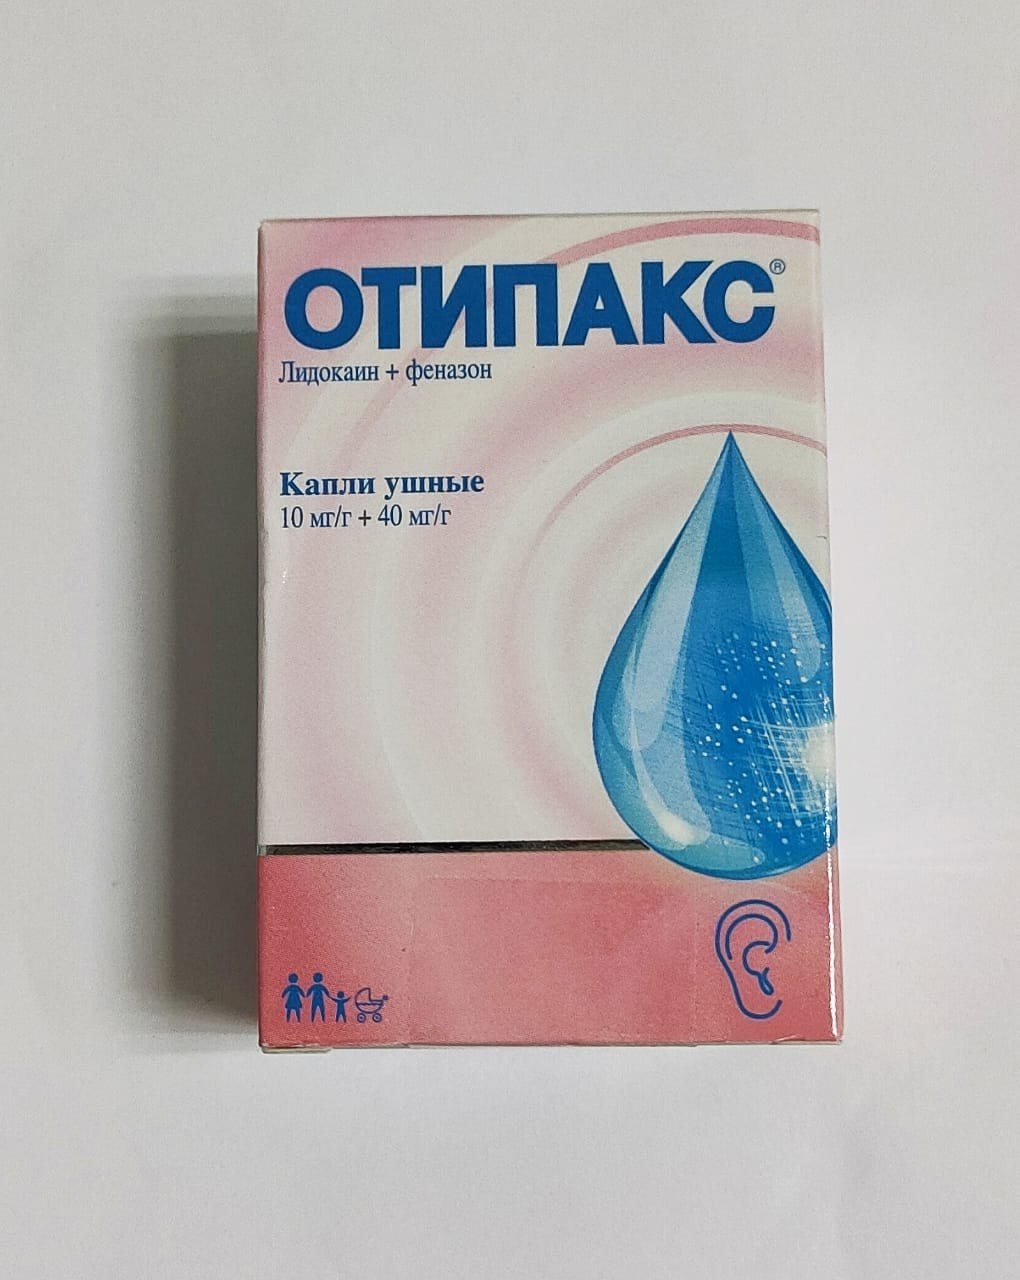 ОТИПАКС®
Лидокаин + феназон
Капли ушные
10 мг/г + 40 мг/г